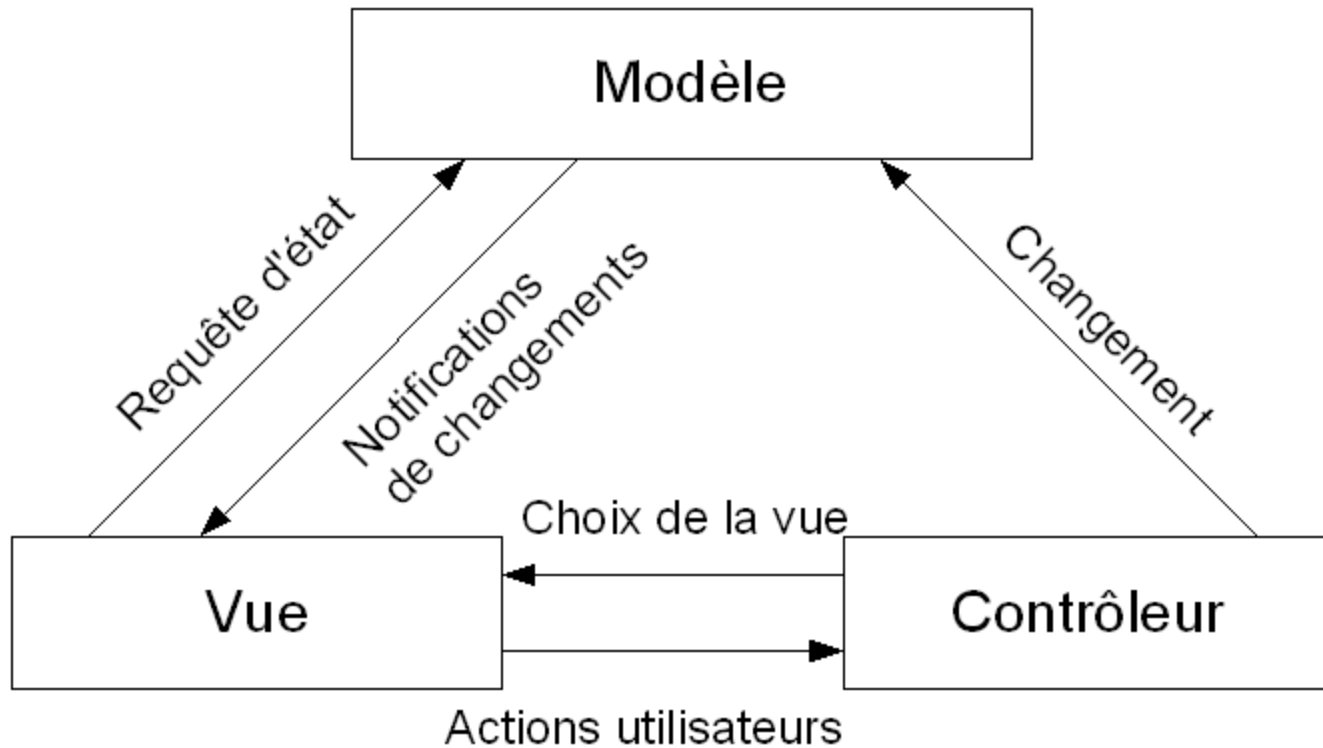 Modèle
Requête d'état
Notifications
de changements
Changement
Choix de la vue
Vue
Contrôleur
Actions utilisateurs